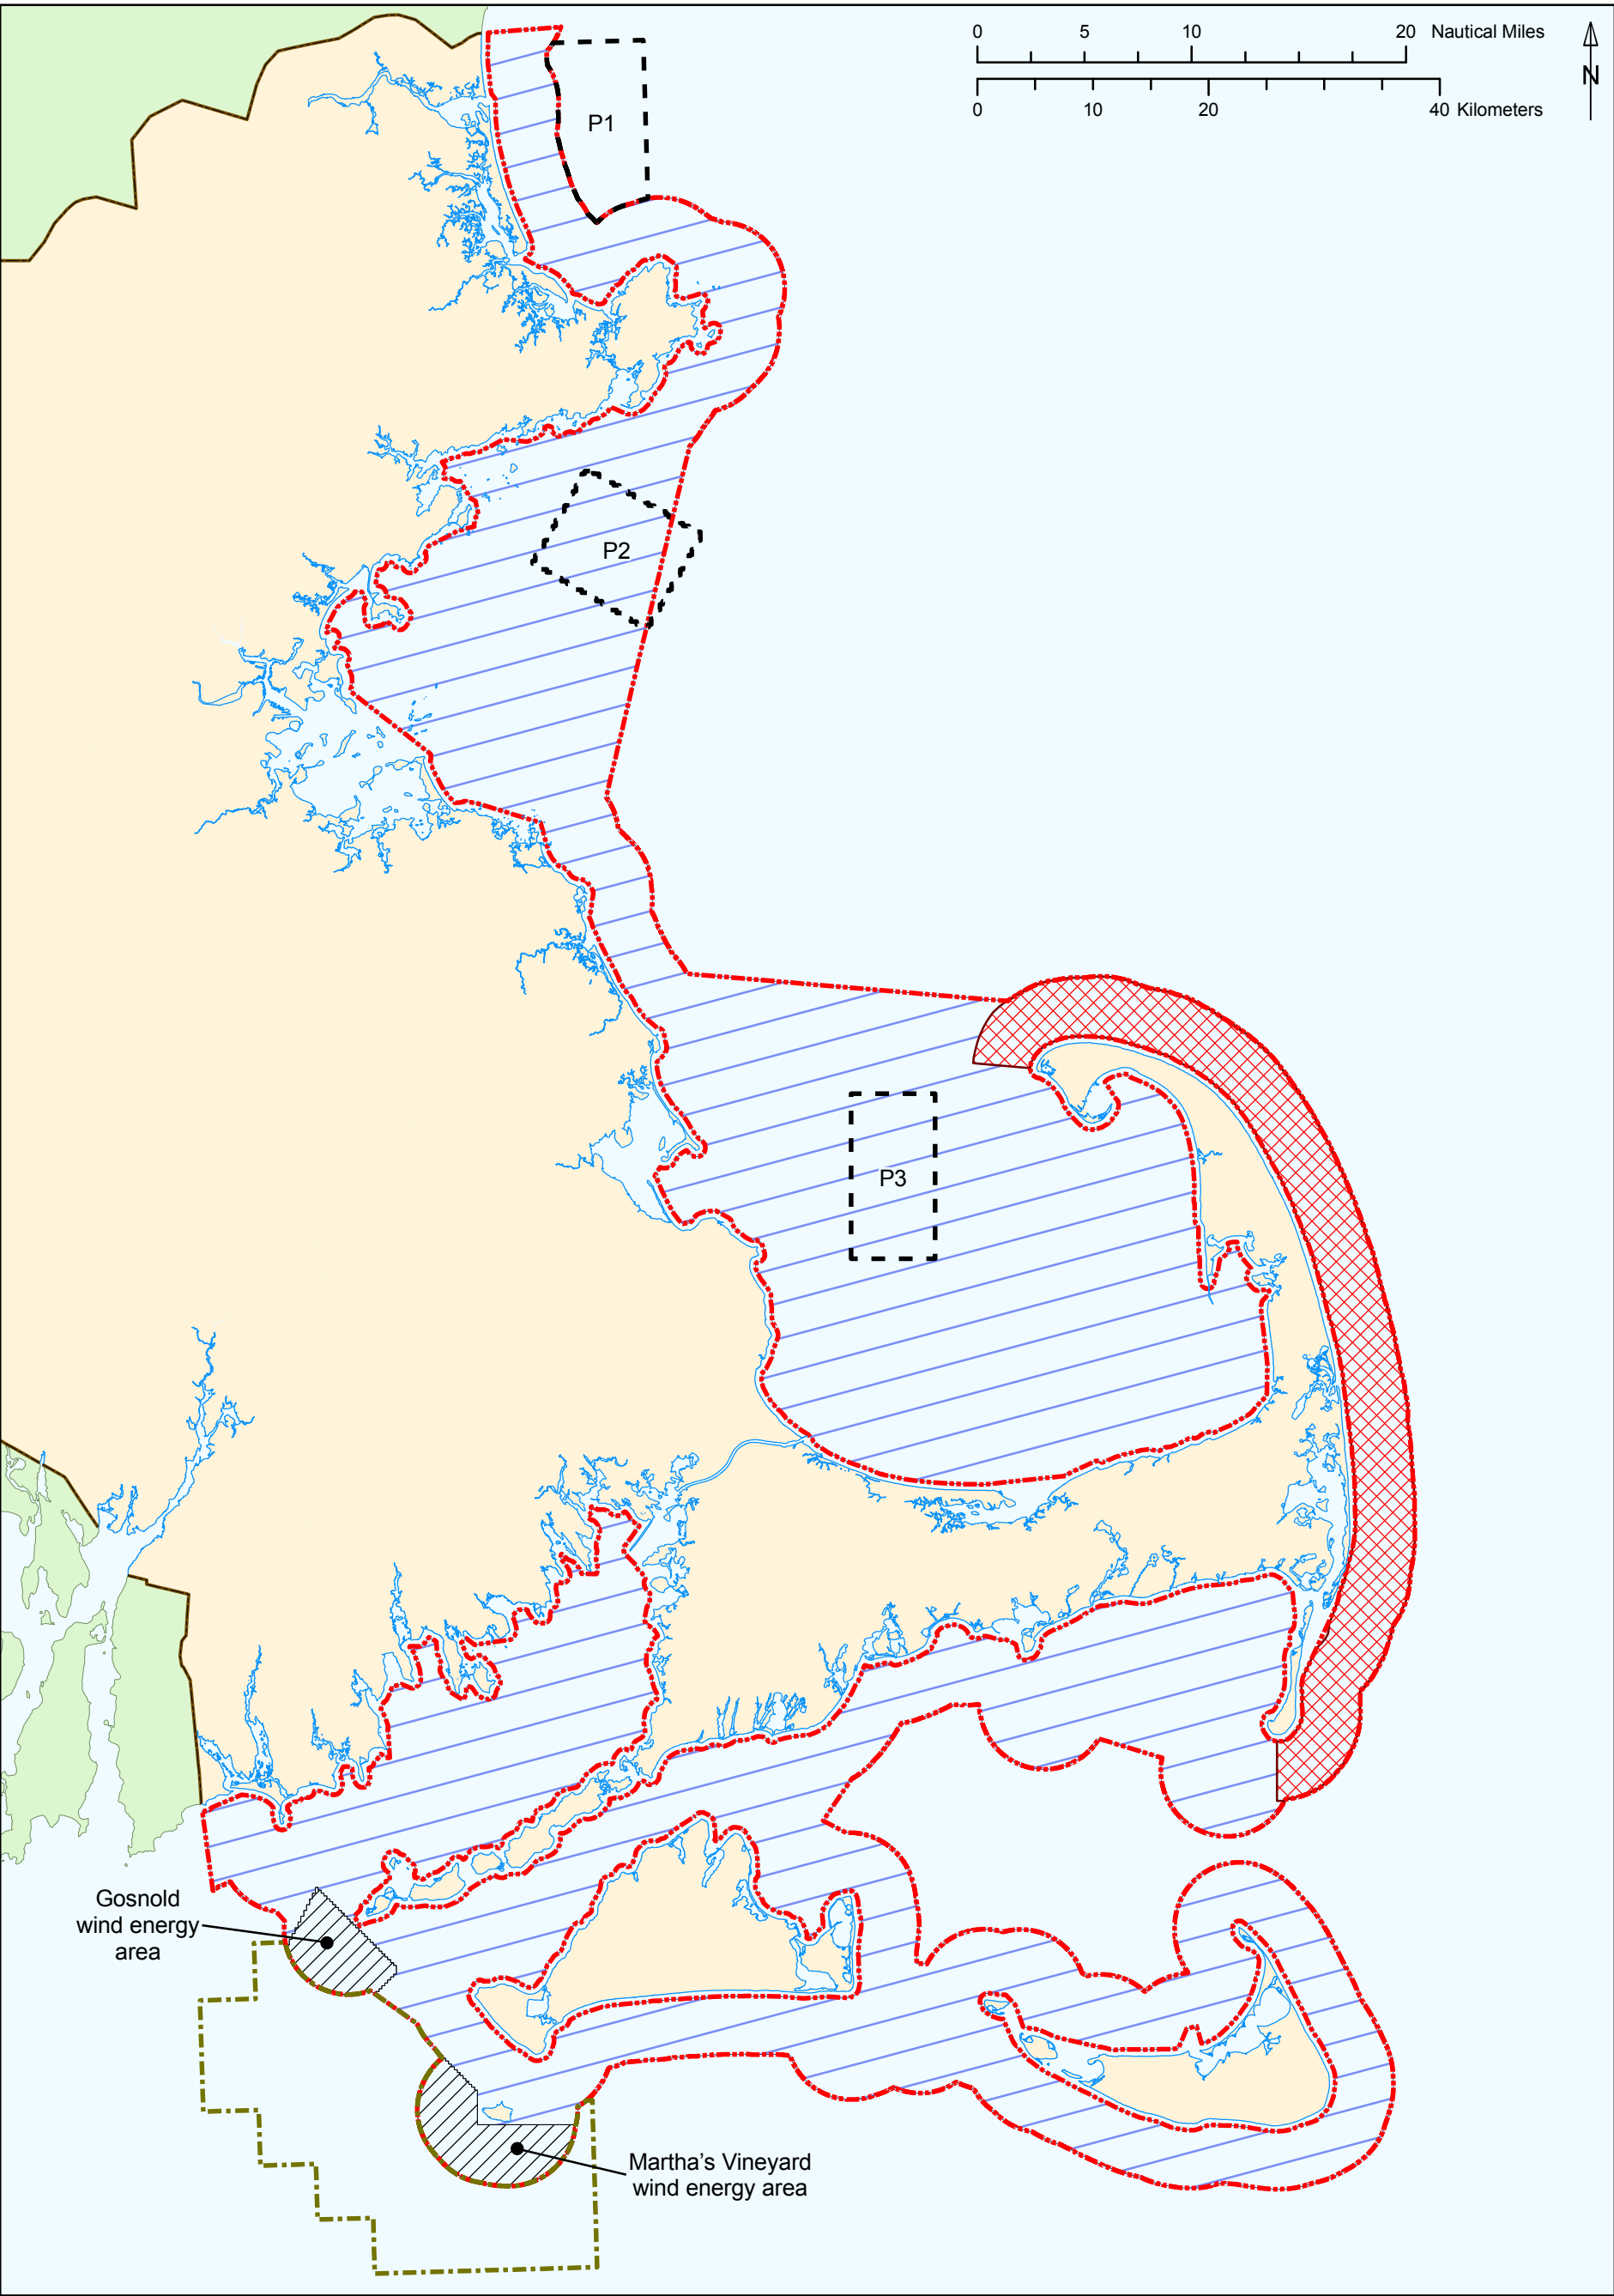 0 5 10 20 Nautical Miles
N
0 10 20 40 Kilometers
P1
P2
P3
Gosnold
wind energy
area
Martha’s Vineyard
wind energy area